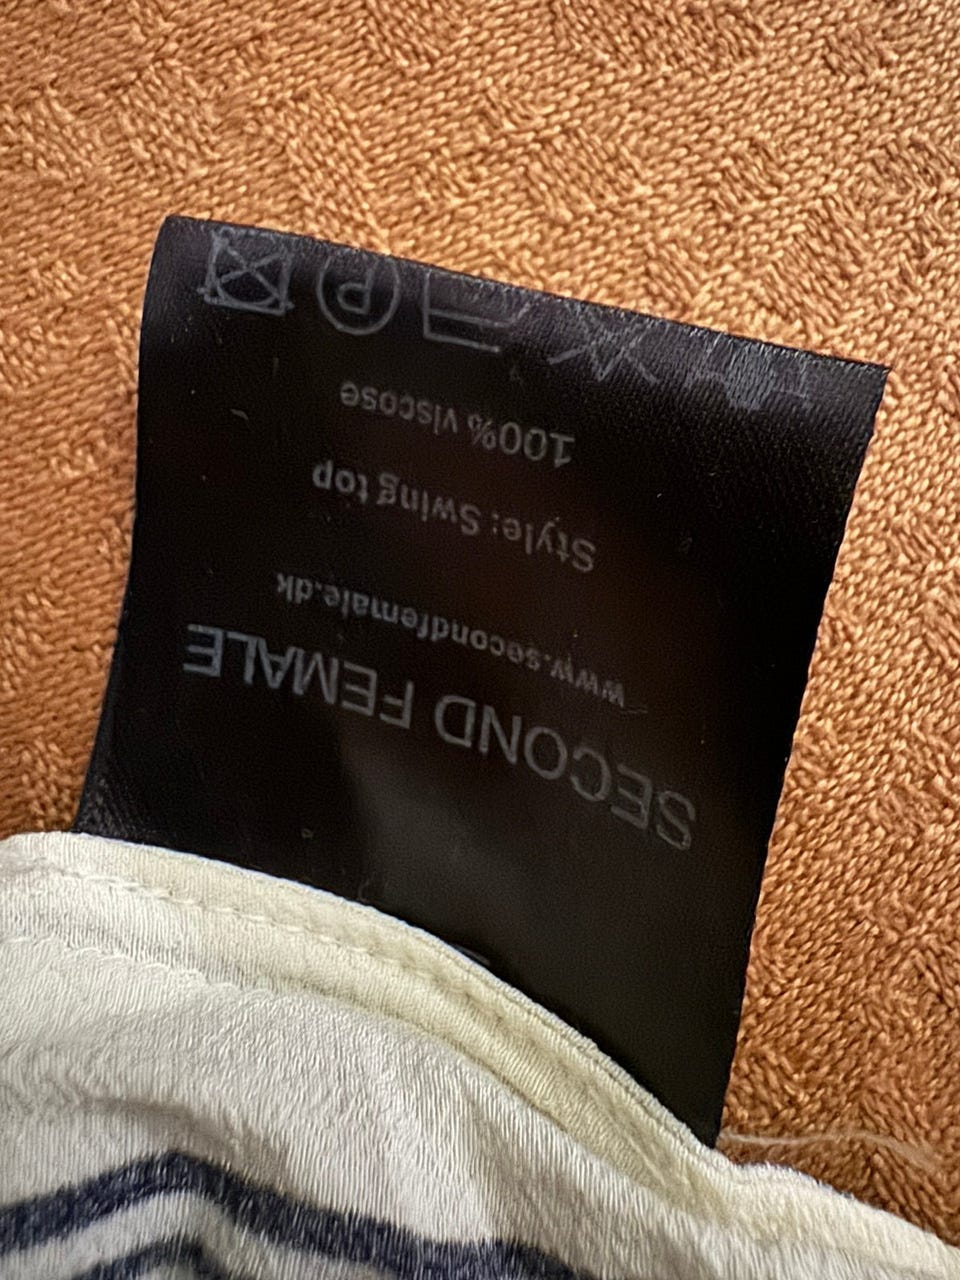 SECOND FEMALE
www.secondfemale.dk
Style: Swing top
100% viscose
P